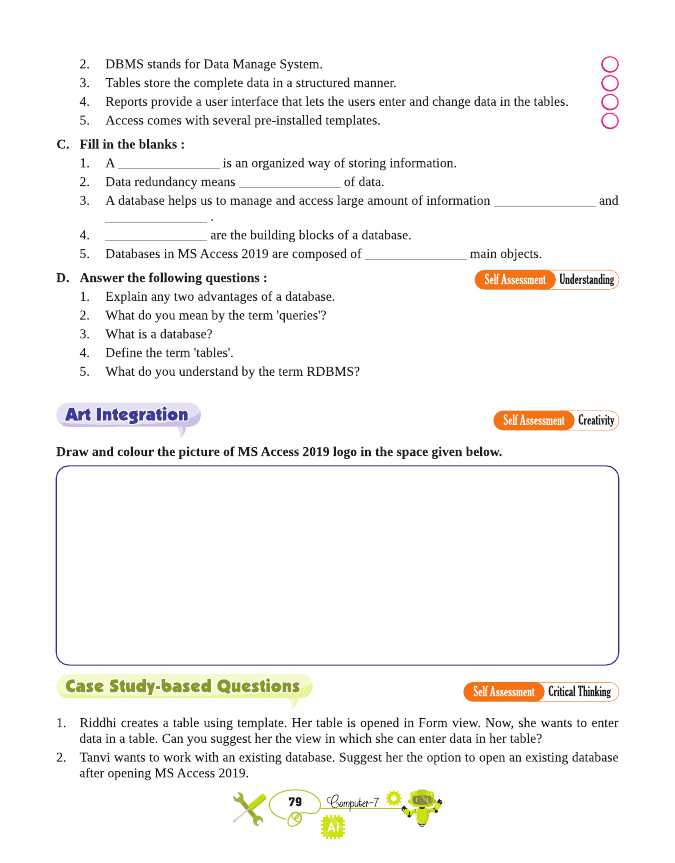 2. DBMS stands for Data Manage System.
3. Tables store the complete data in a structured manner.
4. Reports provide a user interface that lets the users enter and change data in the tables.
5. Access comes with several pre-installed templates.
C. Fill in the blanks :
1. A _______________ is an organized way of storing information.
2. Data redundancy means _______________ of data.
3. A database helps us to manage and access large amount of information _______________ and
_______________ .
4. _______________ are the building blocks of a database.
5. Databases in MS Access 2019 are composed of _______________ main objects.
D. Answer the following questions :
Self Assessment Understanding
1. Explain any two advantages of a database.
2. What do you mean by the term 'queries'?
3. What is a database?
4. Define the term 'tables'.
5. What do you understand by the term RDBMS?
Art Integration
Self Assessment Creativity
Draw and colour the picture of MS Access 2019 logo in the space given below.
Case Study-based Questions
Self Assessment Critical Thinking
1. Riddhi creates a table using template. Her table is opened in Form view. Now, she wants to enter
data in a table. Can you suggest her the view in which she can enter data in her table?
2. Tanvi wants to work with an existing database. Suggest her the option to open an existing database
after opening MS Access 2019.
79 Computer-7
AI